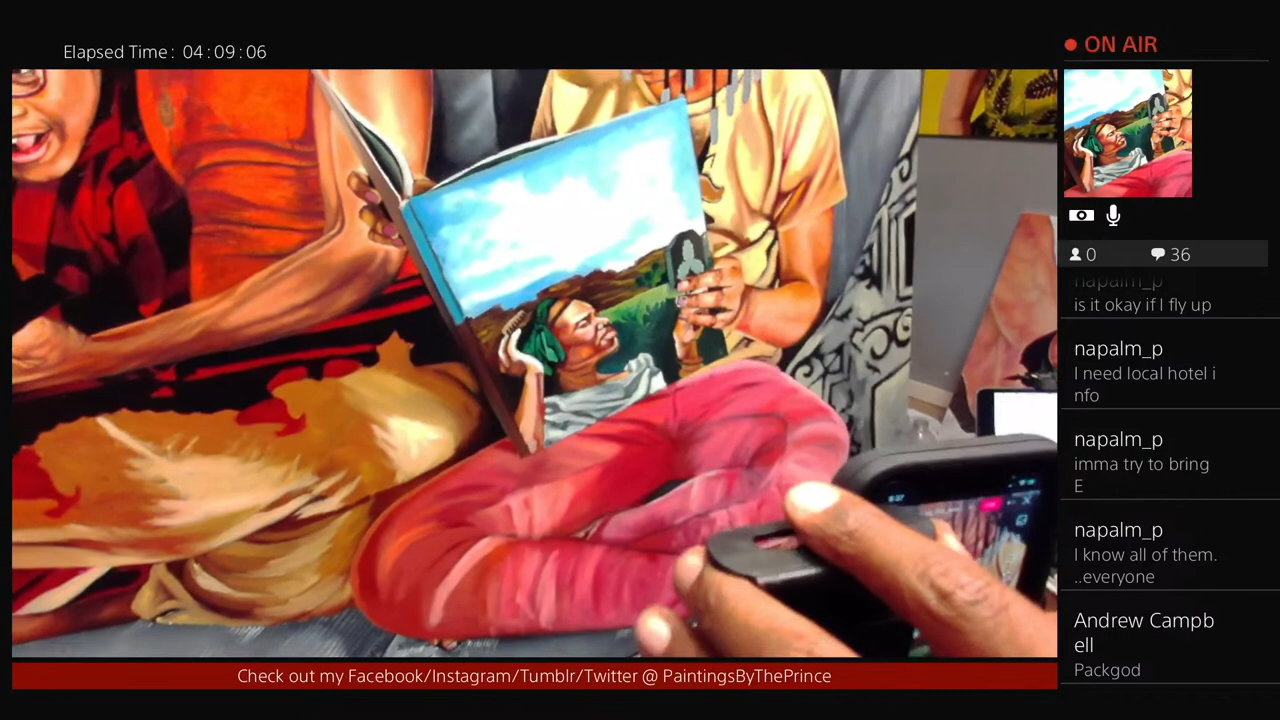 Elapsed Time: 04:09:06
ON AIR
0
36
napalm_p
is it okay if I fly up
napalm_p
I need local hotel i
nfo
napalm_p
imma try to bring
E
napalm_p
I know all of them.
..everyone
Andrew Campb
ell
Packgod
Check out my Facebook/Instagram/Tumblr/Twitter @ PaintingsByThePrince